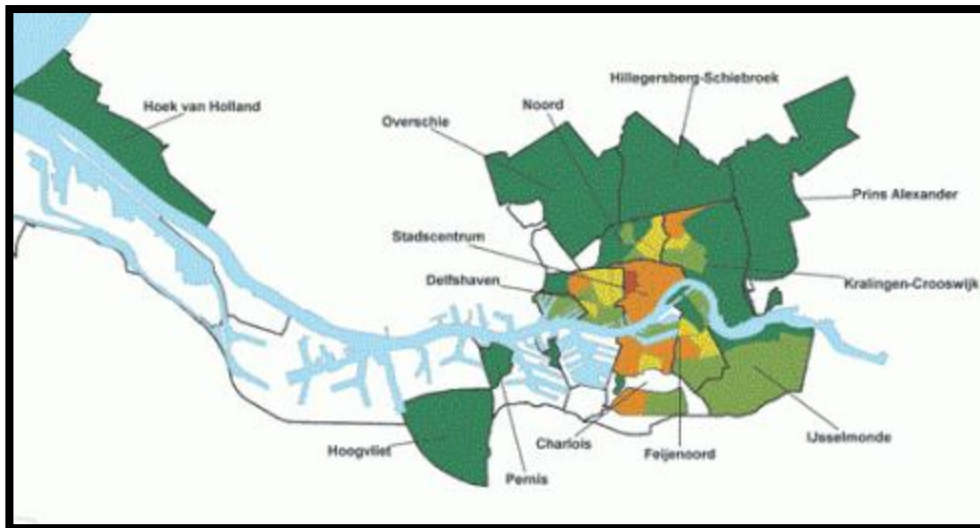 Hillegersberg-Schiebroek
Hoek van Holland
Noord
Overschie
Prins Alexander
Stadscentrum
Delfshaven
Kralingen-Crooswijk
IJsselmonde
Charlois
Hoogvliet
Feijenoord
Pernis